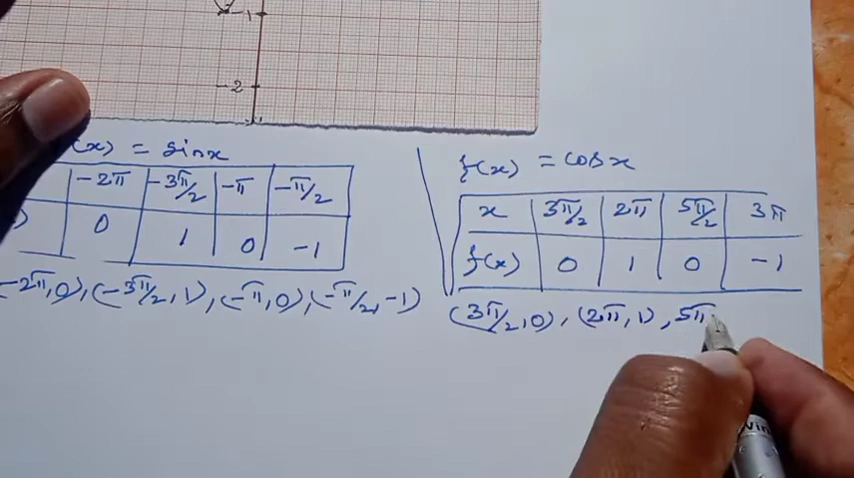 -1
-2
(x) = sinx
-2π -3π/2 -π -π/2
) 0 1 0 -1
-2π,0), (-3π/2, 1), (-π, 0), (-π/2, -1)
f(x) = cosx
x 3π/2 2π 5π/2 3π
f(x) 0 1 0 -1
(3π/2, 0), (2π, 1), 5π